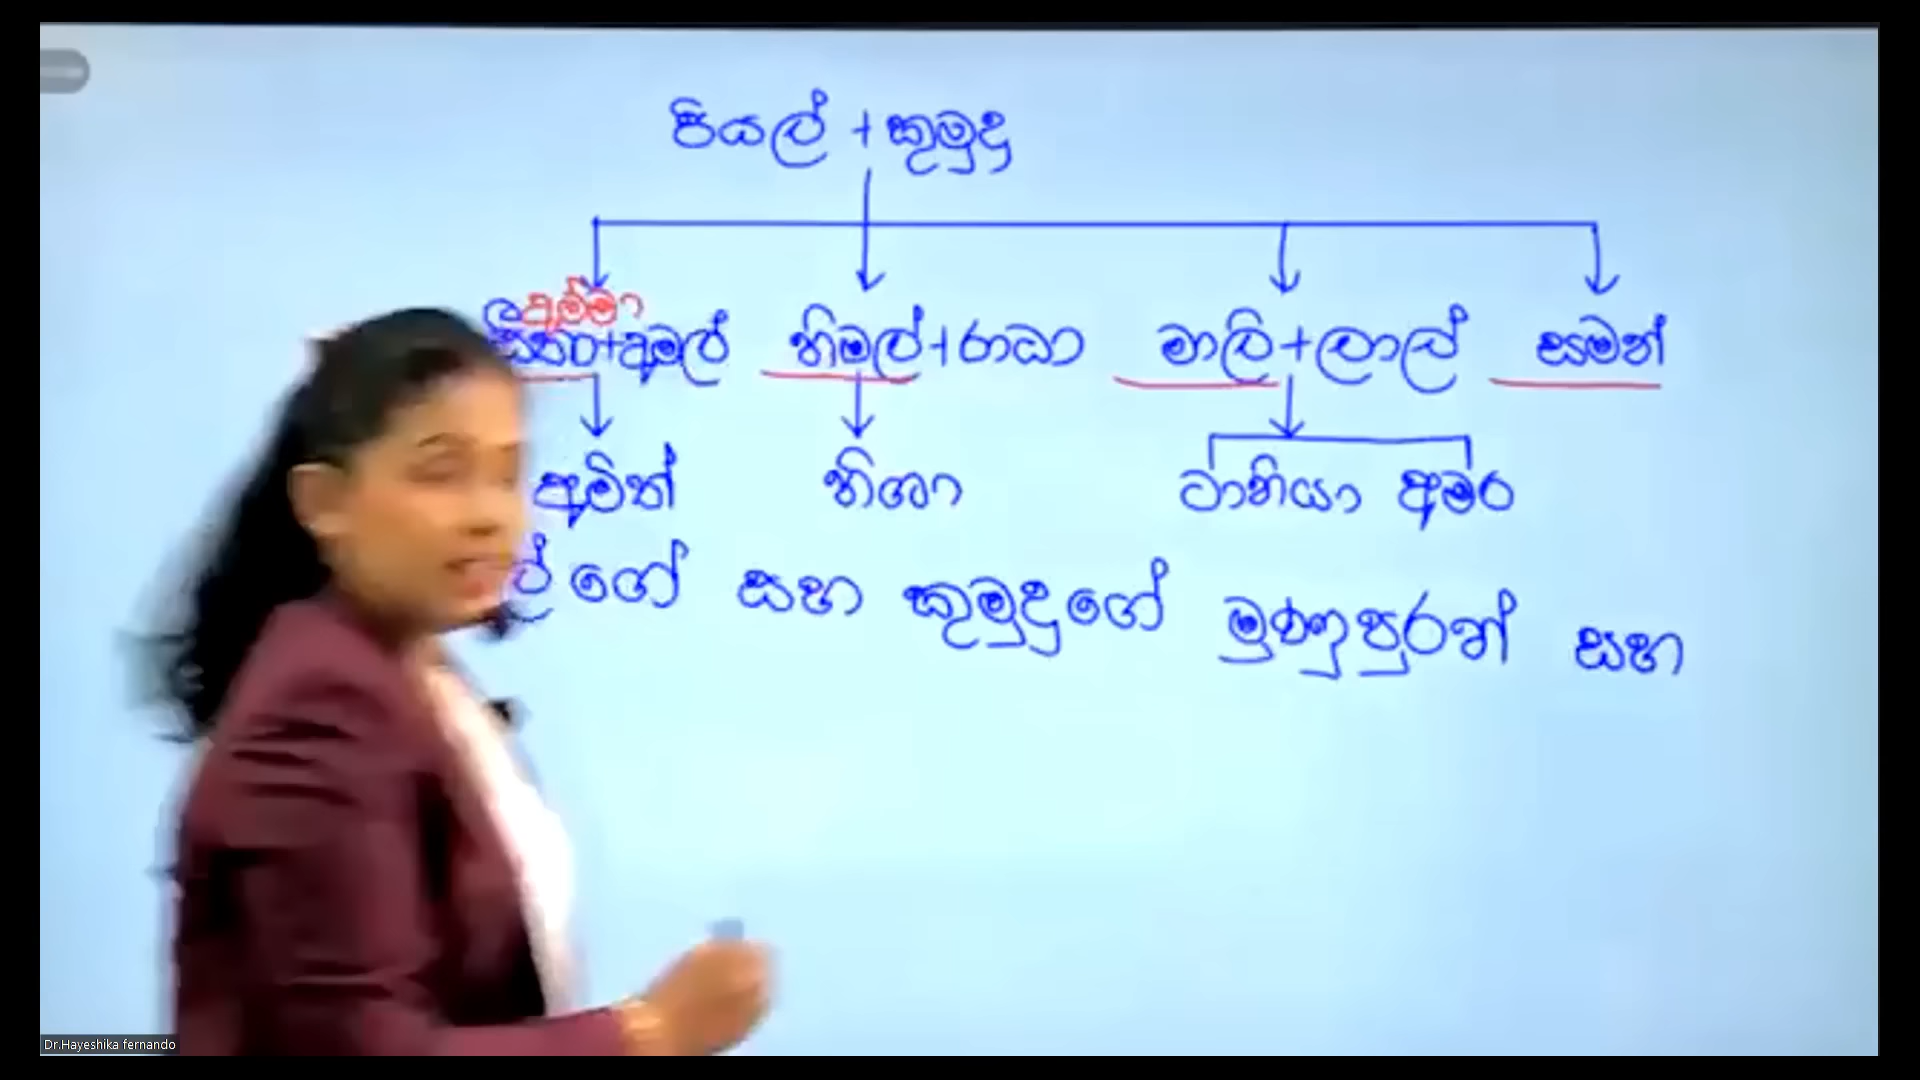 පියල් + කුමුදු
අම්මා
+අමල් හිමල්+රාධා මාලි+ලාල් සමන්
අමිත් නිශා ටානියා අමර
ගේ සහ කුමුදුගේ මුණුපුරන් සහ
Dr.Hayeshika fernando